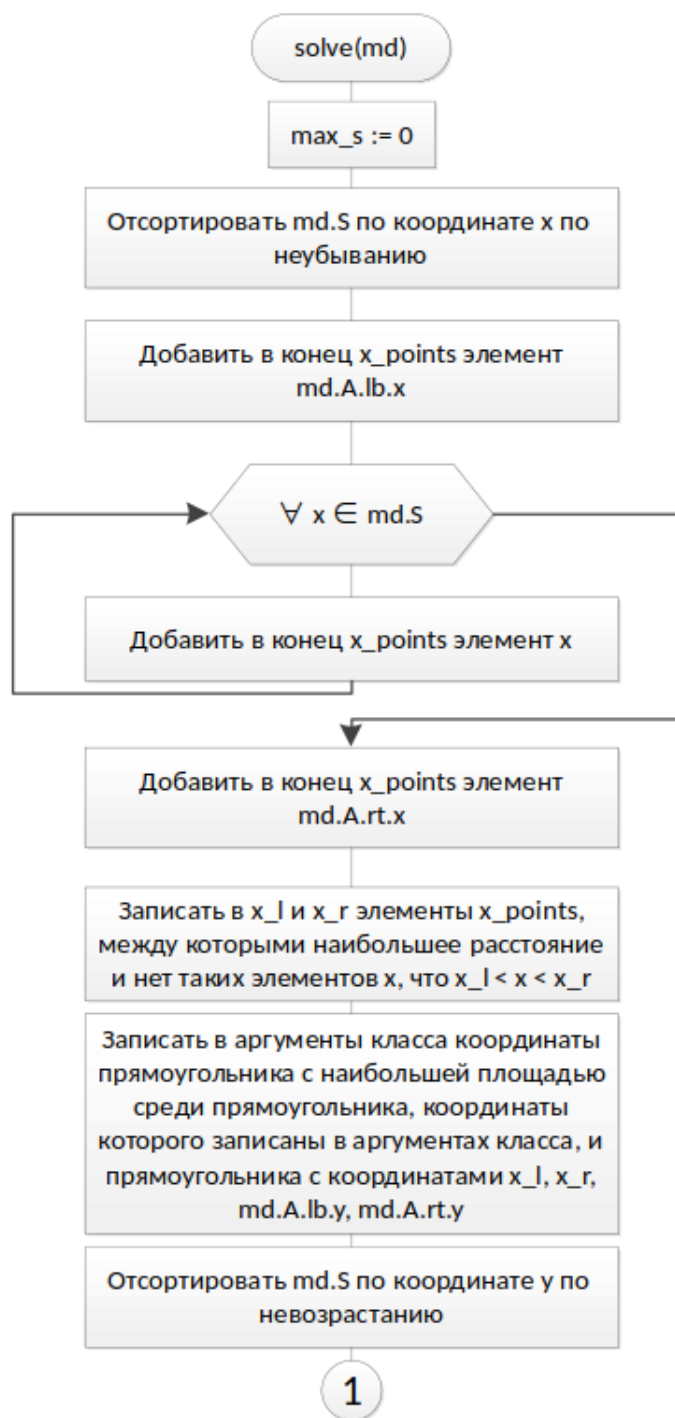 solve(md)
max_s := 0
Отсортировать md.S по координате x по
неубыванию
Добавить в конец x_points элемент
md.A.lb.x
∀ x ∈ md.S
Добавить в конец x_points элемент x
Добавить в конец x_points элемент
md.A.rt.x
Записать в x_l и x_r элементы x_points,
между которыми наибольшее расстояние
и нет таких элементов x, что x_l < x < x_r
Записать в аргументы класса координаты
прямоугольника с наибольшей площадью
среди прямоугольника, координаты
которого записаны в аргументах класса, и
прямоугольника с координатами x_l, x_r,
md.A.lb.y, md.A.rt.y
Отсортировать md.S по координате y по
невозрастанию
1